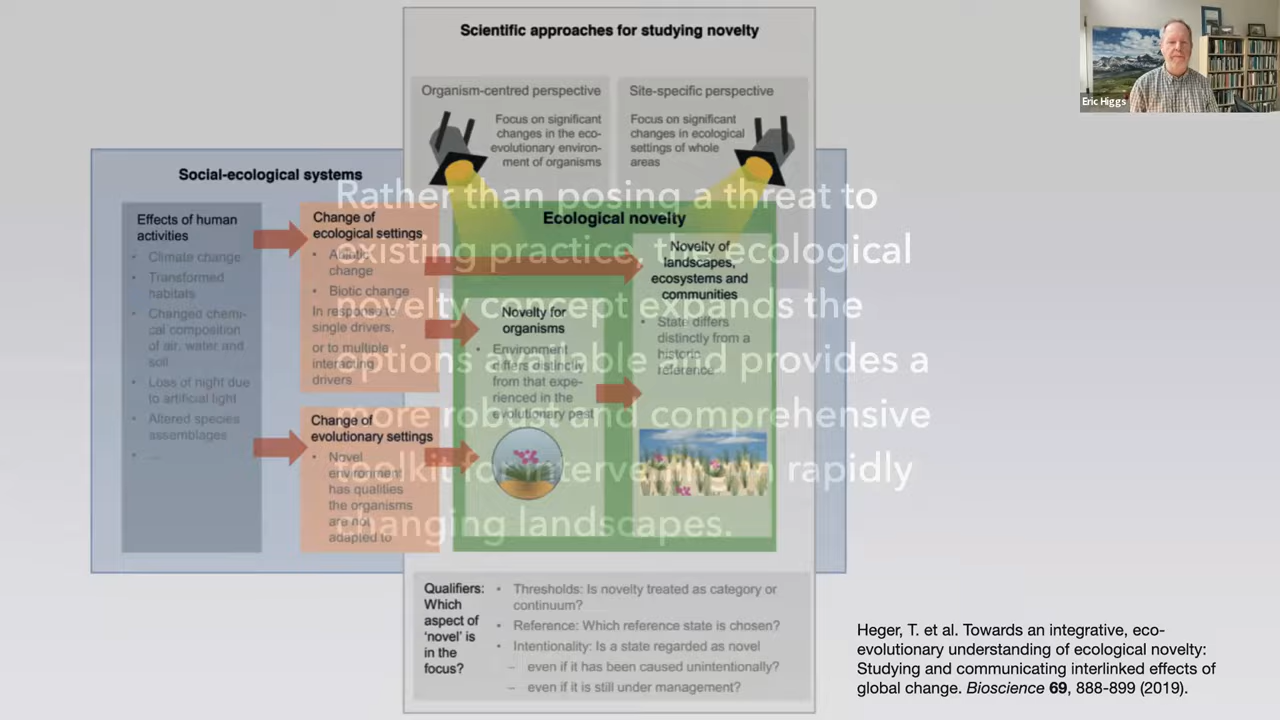 Scientific approaches for studying novelty
Organism-centred perspective
Focus on significant
changes in the eco-
evolutionary environ-
ment of organisms
Site-specific perspective
Focus on significant
changes in ecological
settings of whole
areas
Eric Higgs
Social-ecological systems
Effects of human
activities
• Climate change
• Transformed
habitats
• Changed chemi-
cal composition
of air, water and
soil
• Loss of night due
to artificial light
• Altered species
assemblages
• ...
Change of
ecological settings
• Abiotic
change
• Biotic change
In response to
single drivers,
or to multiple
interacting
drivers
Change of
evolutionary settings
• Novel
environment
has qualities
the organisms
are not
adapted to
Ecological novelty
Novelty for
organisms
• Environment
differs distinctly
from that expe-
rienced in the
evolutionary past
Novelty of
landscapes,
ecosystems and
communities
• State differs
distinctly from a
historic
reference
Rather than posing a threat to
existing practice, the ecological
novelty concept expands the
options available and provides a
more robust and comprehensive
toolkit for intervention in rapidly
changing landscapes.
Qualifiers:
Which
aspect of
‘novel’ is
in the
focus?
• Thresholds: Is novelty treated as category or
continuum?
• Reference: Which reference state is chosen?
• Intentionality: Is a state regarded as novel
– even if it has been caused unintentionally?
– even if it is still under management?
Heger, T. et al. Towards an integrative, eco-
evolutionary understanding of ecological novelty:
Studying and communicating interlinked effects of
global change. Bioscience 69, 888-899 (2019).